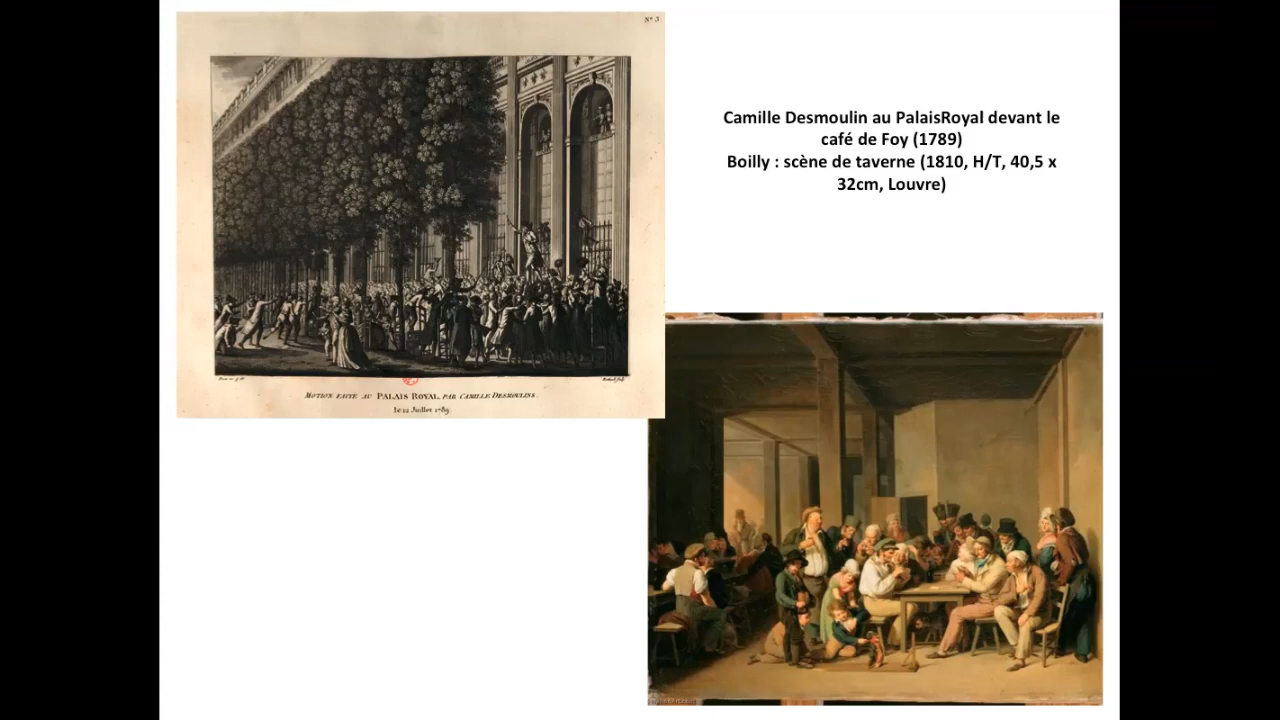 N° 3
Camille Desmoulin au PalaisRoyal devant le
café de Foy (1789)
Boilly : scène de taverne (1810, H/T, 40,5 x
32cm, Louvre)
MOTION FAITE AU PALAIS ROYAL, PAR CAMILLE DESMOULINS.
le 12 Juillet 1789.